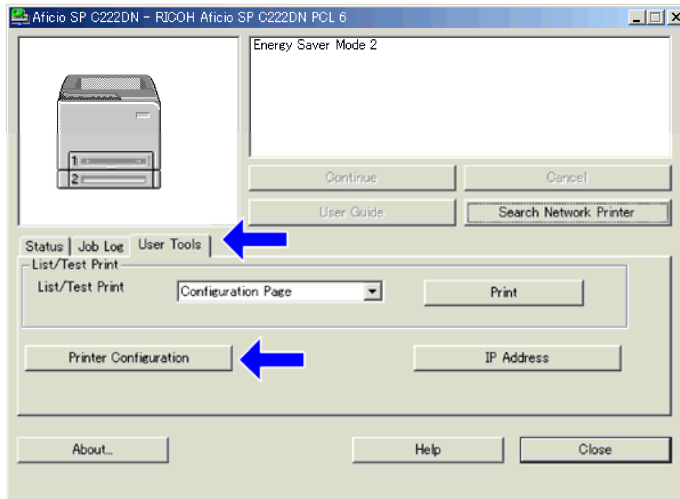 Aficio SP C222DN - RICOH Aficio SP C222DN PCL 6
Energy Saver Mode 2
1
2
Continue
Cancel
User Guide
Search Network Printer
Status
Job Log
User Tools
List/Test Print
List/Test Print
Configuration Page
Print
Printer Configuration
IP Address
About...
Help
Close